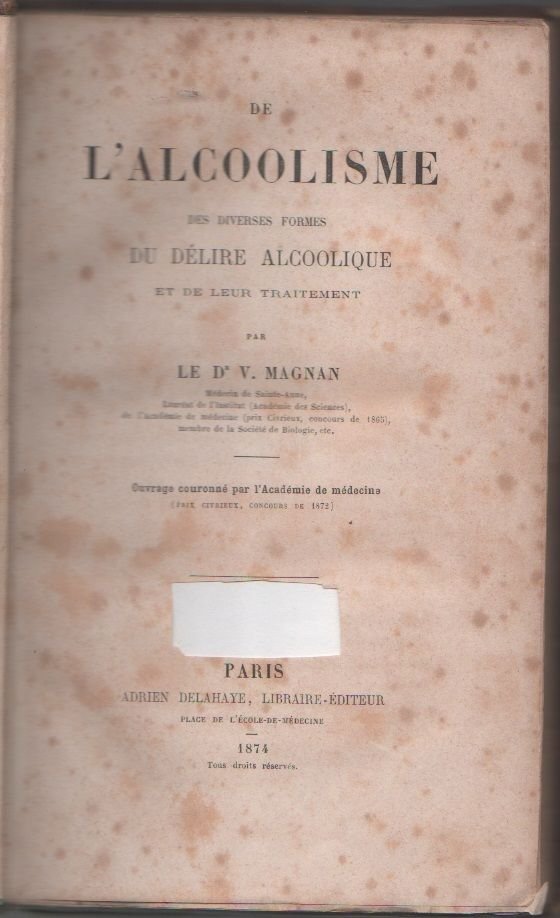 DE
L'ALCOOLISME
DES DIVERSES FORMES
DU DÉLIRE ALCOOLIQUE
ET DE LEUR TRAITEMENT
PAR
LE Dr V. MAGNAN
Médecin de Sainte-Anne,
Lauréat de l'Institut (Académie des Sciences),
de l'Académie de médecine (prix Civrieux, concours de 1865),
membre de la Société de Biologie, etc.
Ouvrage couronné par l'Académie de médecine
(PRIX CIVRIEUX, CONCOURS DE 1872)
PARIS
ADRIEN DELAHAYE, LIBRAIRE-ÉDITEUR
PLACE DE L'ÉCOLE-DE-MÉDECINE
1874
Tous droits réservés.